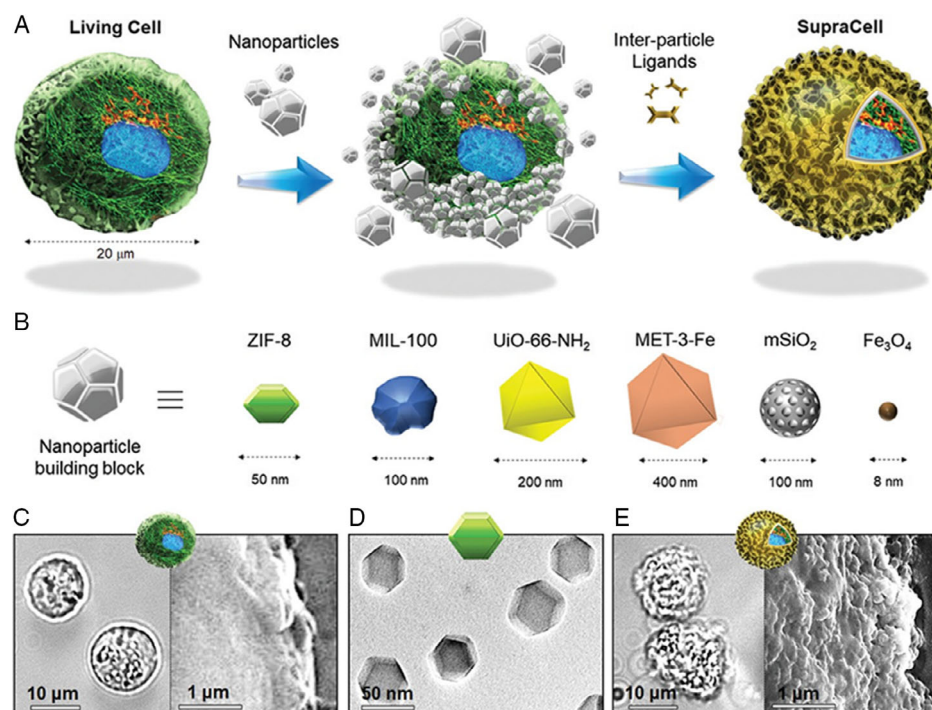 A
Living Cell
Nanoparticles
Inter-particle
Ligands
SupraCell
20 μm
B
ZIF-8
MIL-100
UiO-66-NH₂
MET-3-Fe
mSiO₂
Fe₃O₄
Nanoparticle
building block
50 nm
100 nm
200 nm
400 nm
100 nm
8 nm
C
D
E
10 μm
1 μm
50 nm
10 μm
1 μm